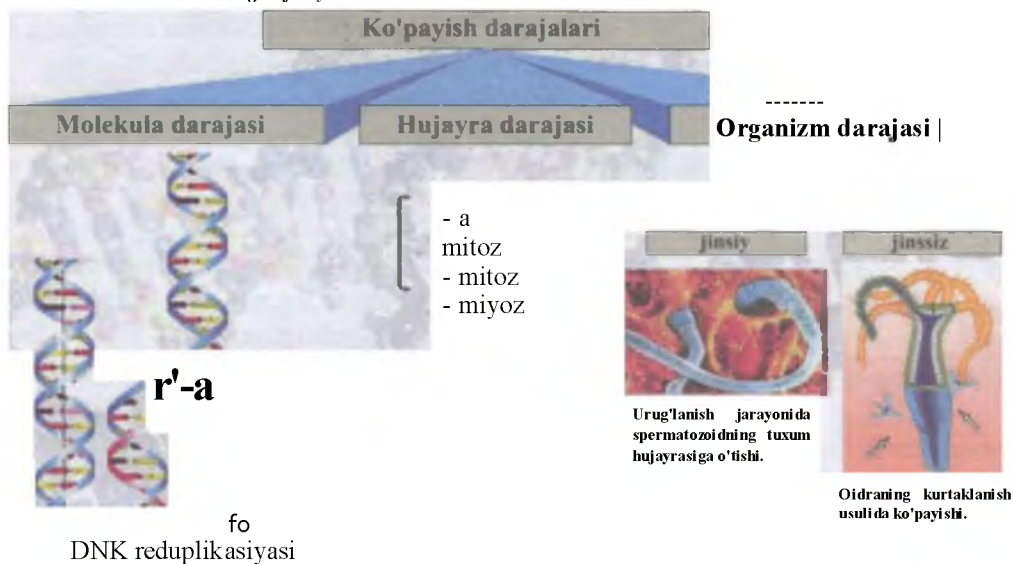 Ko'payish darajalari
Molekula darajasi
Hujayra darajasi
Organizm darajasi |
- a
mitoz
- mitoz
- miyoz
jinsiy
jinssiz
r'-a
Urug'lanish jarayonida
spermatozoidning tuxum
hujayrasiga o'tishi.
Oidraning kurtaklanish
usulida ko'payishi.
fo
DNK reduplikasiyasi